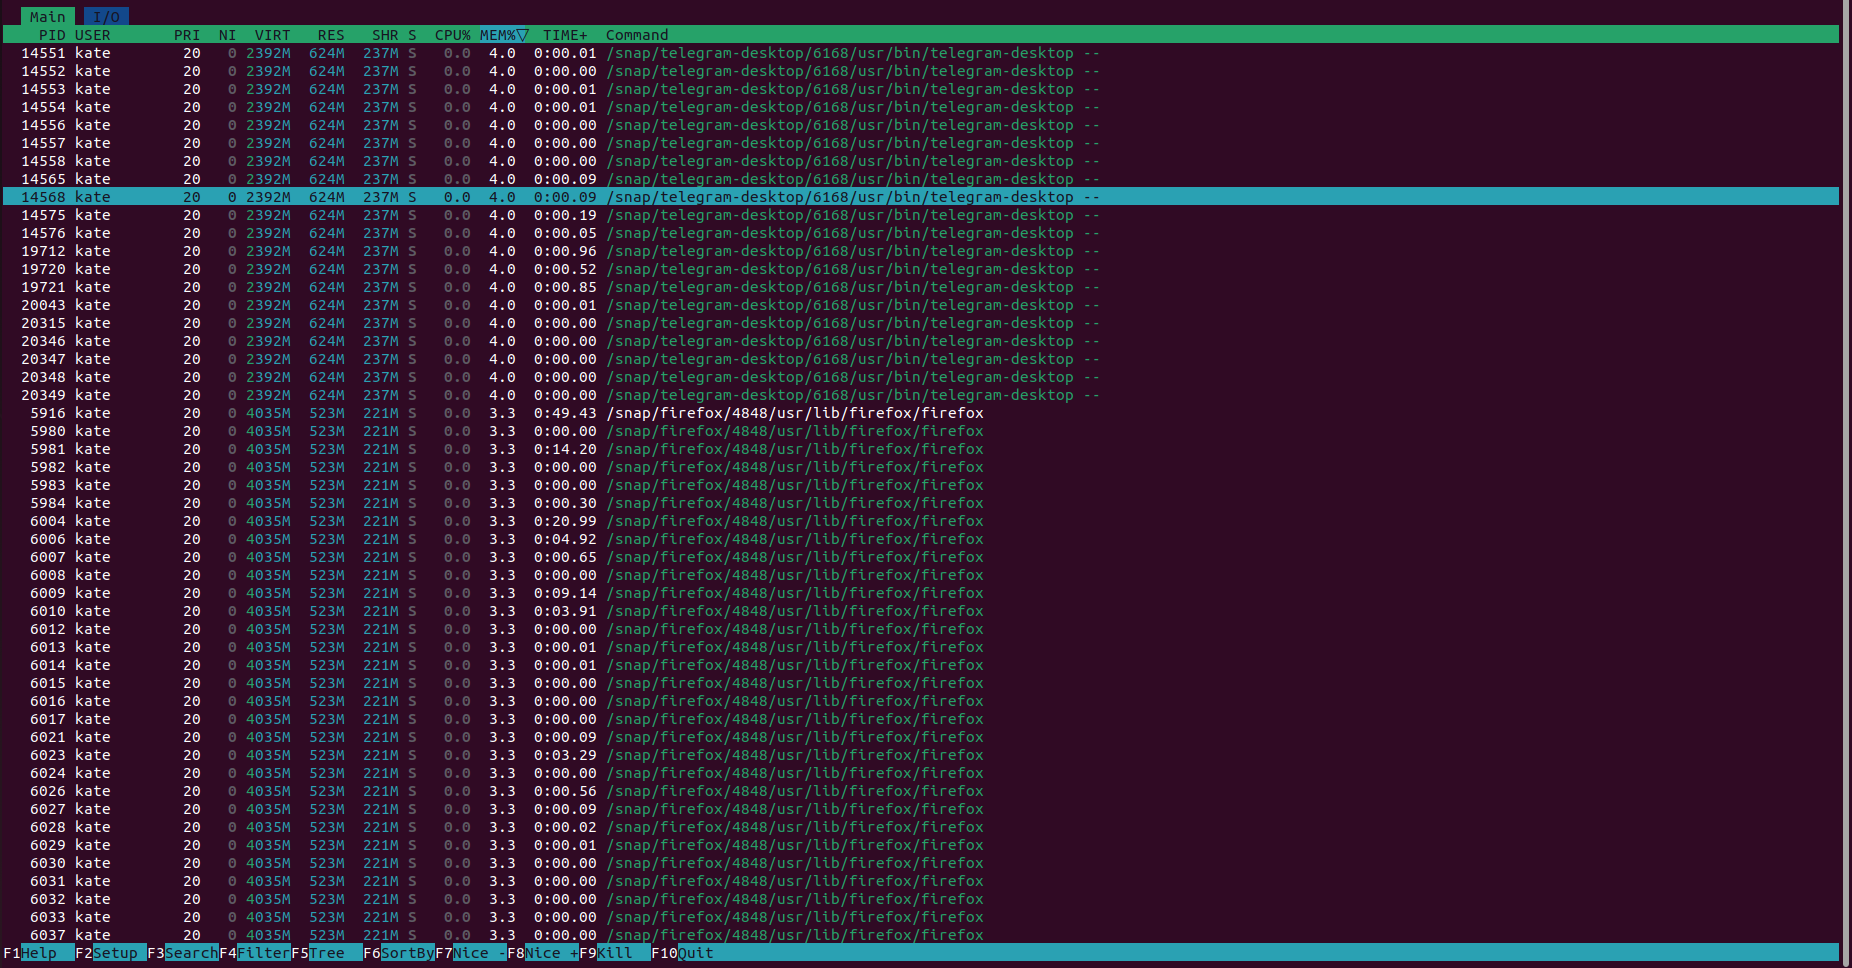 Main I/O
PID USER PRI NI VIRT RES SHR S CPU% MEM%▽ TIME+ Command
14551 kate 20 0 2392M 624M 237M S 0.0 4.0 0:00.01 /snap/telegram-desktop/6168/usr/bin/telegram-desktop --
14552 kate 20 0 2392M 624M 237M S 0.0 4.0 0:00.00 /snap/telegram-desktop/6168/usr/bin/telegram-desktop --
14553 kate 20 0 2392M 624M 237M S 0.0 4.0 0:00.01 /snap/telegram-desktop/6168/usr/bin/telegram-desktop --
14554 kate 20 0 2392M 624M 237M S 0.0 4.0 0:00.01 /snap/telegram-desktop/6168/usr/bin/telegram-desktop --
14556 kate 20 0 2392M 624M 237M S 0.0 4.0 0:00.00 /snap/telegram-desktop/6168/usr/bin/telegram-desktop --
14557 kate 20 0 2392M 624M 237M S 0.0 4.0 0:00.00 /snap/telegram-desktop/6168/usr/bin/telegram-desktop --
14558 kate 20 0 2392M 624M 237M S 0.0 4.0 0:00.00 /snap/telegram-desktop/6168/usr/bin/telegram-desktop --
14565 kate 20 0 2392M 624M 237M S 0.0 4.0 0:00.09 /snap/telegram-desktop/6168/usr/bin/telegram-desktop --
14568 kate 20 0 2392M 624M 237M S 0.0 4.0 0:00.09 /snap/telegram-desktop/6168/usr/bin/telegram-desktop --
14575 kate 20 0 2392M 624M 237M S 0.0 4.0 0:00.19 /snap/telegram-desktop/6168/usr/bin/telegram-desktop --
14576 kate 20 0 2392M 624M 237M S 0.0 4.0 0:00.05 /snap/telegram-desktop/6168/usr/bin/telegram-desktop --
19712 kate 20 0 2392M 624M 237M S 0.0 4.0 0:00.96 /snap/telegram-desktop/6168/usr/bin/telegram-desktop --
19720 kate 20 0 2392M 624M 237M S 0.0 4.0 0:00.52 /snap/telegram-desktop/6168/usr/bin/telegram-desktop --
19721 kate 20 0 2392M 624M 237M S 0.0 4.0 0:00.85 /snap/telegram-desktop/6168/usr/bin/telegram-desktop --
20043 kate 20 0 2392M 624M 237M S 0.0 4.0 0:00.01 /snap/telegram-desktop/6168/usr/bin/telegram-desktop --
20315 kate 20 0 2392M 624M 237M S 0.0 4.0 0:00.00 /snap/telegram-desktop/6168/usr/bin/telegram-desktop --
20346 kate 20 0 2392M 624M 237M S 0.0 4.0 0:00.00 /snap/telegram-desktop/6168/usr/bin/telegram-desktop --
20347 kate 20 0 2392M 624M 237M S 0.0 4.0 0:00.00 /snap/telegram-desktop/6168/usr/bin/telegram-desktop --
20348 kate 20 0 2392M 624M 237M S 0.0 4.0 0:00.00 /snap/telegram-desktop/6168/usr/bin/telegram-desktop --
20349 kate 20 0 2392M 624M 237M S 0.0 4.0 0:00.00 /snap/telegram-desktop/6168/usr/bin/telegram-desktop --
5916 kate 20 0 4035M 523M 221M S 0.0 3.3 0:49.43 /snap/firefox/4848/usr/lib/firefox/firefox
5980 kate 20 0 4035M 523M 221M S 0.0 3.3 0:00.00 /snap/firefox/4848/usr/lib/firefox/firefox
5981 kate 20 0 4035M 523M 221M S 0.0 3.3 0:14.20 /snap/firefox/4848/usr/lib/firefox/firefox
5982 kate 20 0 4035M 523M 221M S 0.0 3.3 0:00.00 /snap/firefox/4848/usr/lib/firefox/firefox
5983 kate 20 0 4035M 523M 221M S 0.0 3.3 0:00.00 /snap/firefox/4848/usr/lib/firefox/firefox
5984 kate 20 0 4035M 523M 221M S 0.0 3.3 0:00.30 /snap/firefox/4848/usr/lib/firefox/firefox
6004 kate 20 0 4035M 523M 221M S 0.0 3.3 0:20.99 /snap/firefox/4848/usr/lib/firefox/firefox
6006 kate 20 0 4035M 523M 221M S 0.0 3.3 0:04.92 /snap/firefox/4848/usr/lib/firefox/firefox
6007 kate 20 0 4035M 523M 221M S 0.0 3.3 0:00.65 /snap/firefox/4848/usr/lib/firefox/firefox
6008 kate 20 0 4035M 523M 221M S 0.0 3.3 0:00.00 /snap/firefox/4848/usr/lib/firefox/firefox
6009 kate 20 0 4035M 523M 221M S 0.0 3.3 0:09.14 /snap/firefox/4848/usr/lib/firefox/firefox
6010 kate 20 0 4035M 523M 221M S 0.0 3.3 0:03.91 /snap/firefox/4848/usr/lib/firefox/firefox
6012 kate 20 0 4035M 523M 221M S 0.0 3.3 0:00.00 /snap/firefox/4848/usr/lib/firefox/firefox
6013 kate 20 0 4035M 523M 221M S 0.0 3.3 0:00.01 /snap/firefox/4848/usr/lib/firefox/firefox
6014 kate 20 0 4035M 523M 221M S 0.0 3.3 0:00.01 /snap/firefox/4848/usr/lib/firefox/firefox
6015 kate 20 0 4035M 523M 221M S 0.0 3.3 0:00.00 /snap/firefox/4848/usr/lib/firefox/firefox
6016 kate 20 0 4035M 523M 221M S 0.0 3.3 0:00.00 /snap/firefox/4848/usr/lib/firefox/firefox
6017 kate 20 0 4035M 523M 221M S 0.0 3.3 0:00.00 /snap/firefox/4848/usr/lib/firefox/firefox
6021 kate 20 0 4035M 523M 221M S 0.0 3.3 0:00.09 /snap/firefox/4848/usr/lib/firefox/firefox
6023 kate 20 0 4035M 523M 221M S 0.0 3.3 0:03.29 /snap/firefox/4848/usr/lib/firefox/firefox
6024 kate 20 0 4035M 523M 221M S 0.0 3.3 0:00.00 /snap/firefox/4848/usr/lib/firefox/firefox
6026 kate 20 0 4035M 523M 221M S 0.0 3.3 0:00.56 /snap/firefox/4848/usr/lib/firefox/firefox
6027 kate 20 0 4035M 523M 221M S 0.0 3.3 0:00.09 /snap/firefox/4848/usr/lib/firefox/firefox
6028 kate 20 0 4035M 523M 221M S 0.0 3.3 0:00.02 /snap/firefox/4848/usr/lib/firefox/firefox
6029 kate 20 0 4035M 523M 221M S 0.0 3.3 0:00.01 /snap/firefox/4848/usr/lib/firefox/firefox
6030 kate 20 0 4035M 523M 221M S 0.0 3.3 0:00.00 /snap/firefox/4848/usr/lib/firefox/firefox
6031 kate 20 0 4035M 523M 221M S 0.0 3.3 0:00.00 /snap/firefox/4848/usr/lib/firefox/firefox
6032 kate 20 0 4035M 523M 221M S 0.0 3.3 0:00.00 /snap/firefox/4848/usr/lib/firefox/firefox
6033 kate 20 0 4035M 523M 221M S 0.0 3.3 0:00.00 /snap/firefox/4848/usr/lib/firefox/firefox
6037 kate 20 0 4035M 523M 221M S 0.0 3.3 0:00.00 /snap/firefox/4848/usr/lib/firefox/firefox
F1Help F2Setup F3SearchF4FilterF5Tree F6SortByF7Nice -F8Nice +F9Kill F10Quit